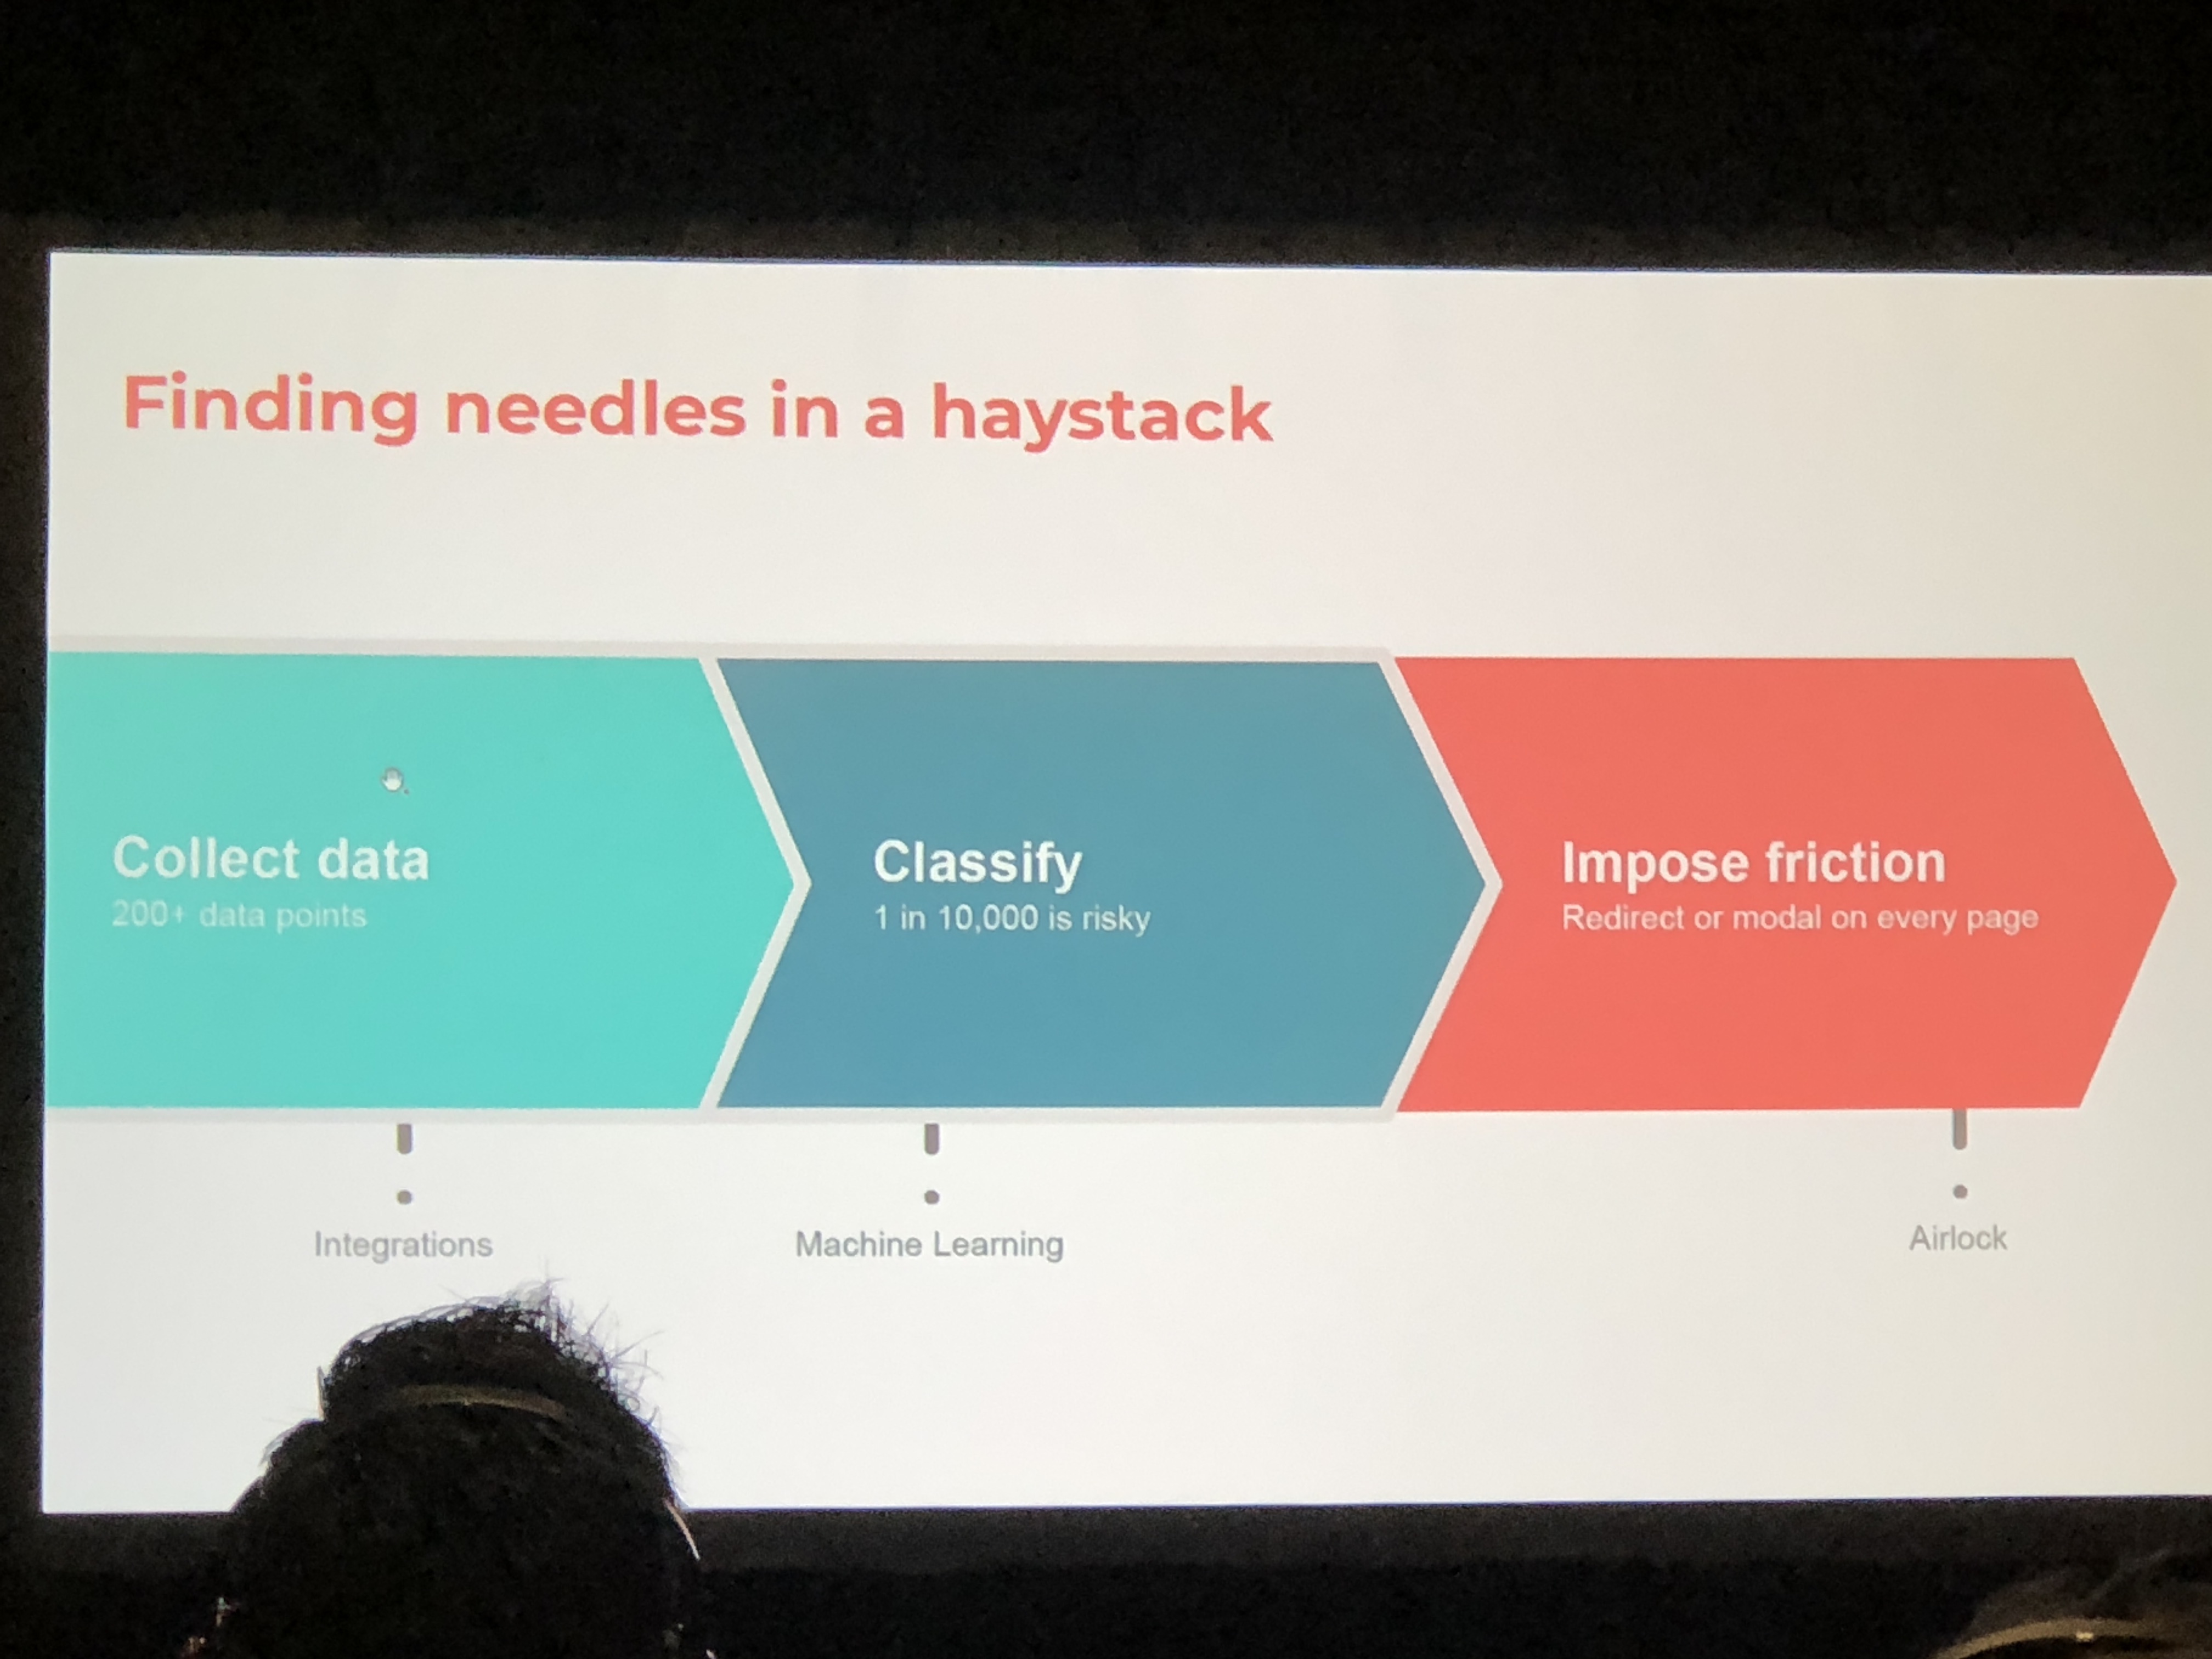 Finding needles in a haystack
Collect data
200+ data points
Classify
1 in 10,000 is risky
Impose friction
Redirect or modal on every page
Integrations
Machine Learning
Airlock